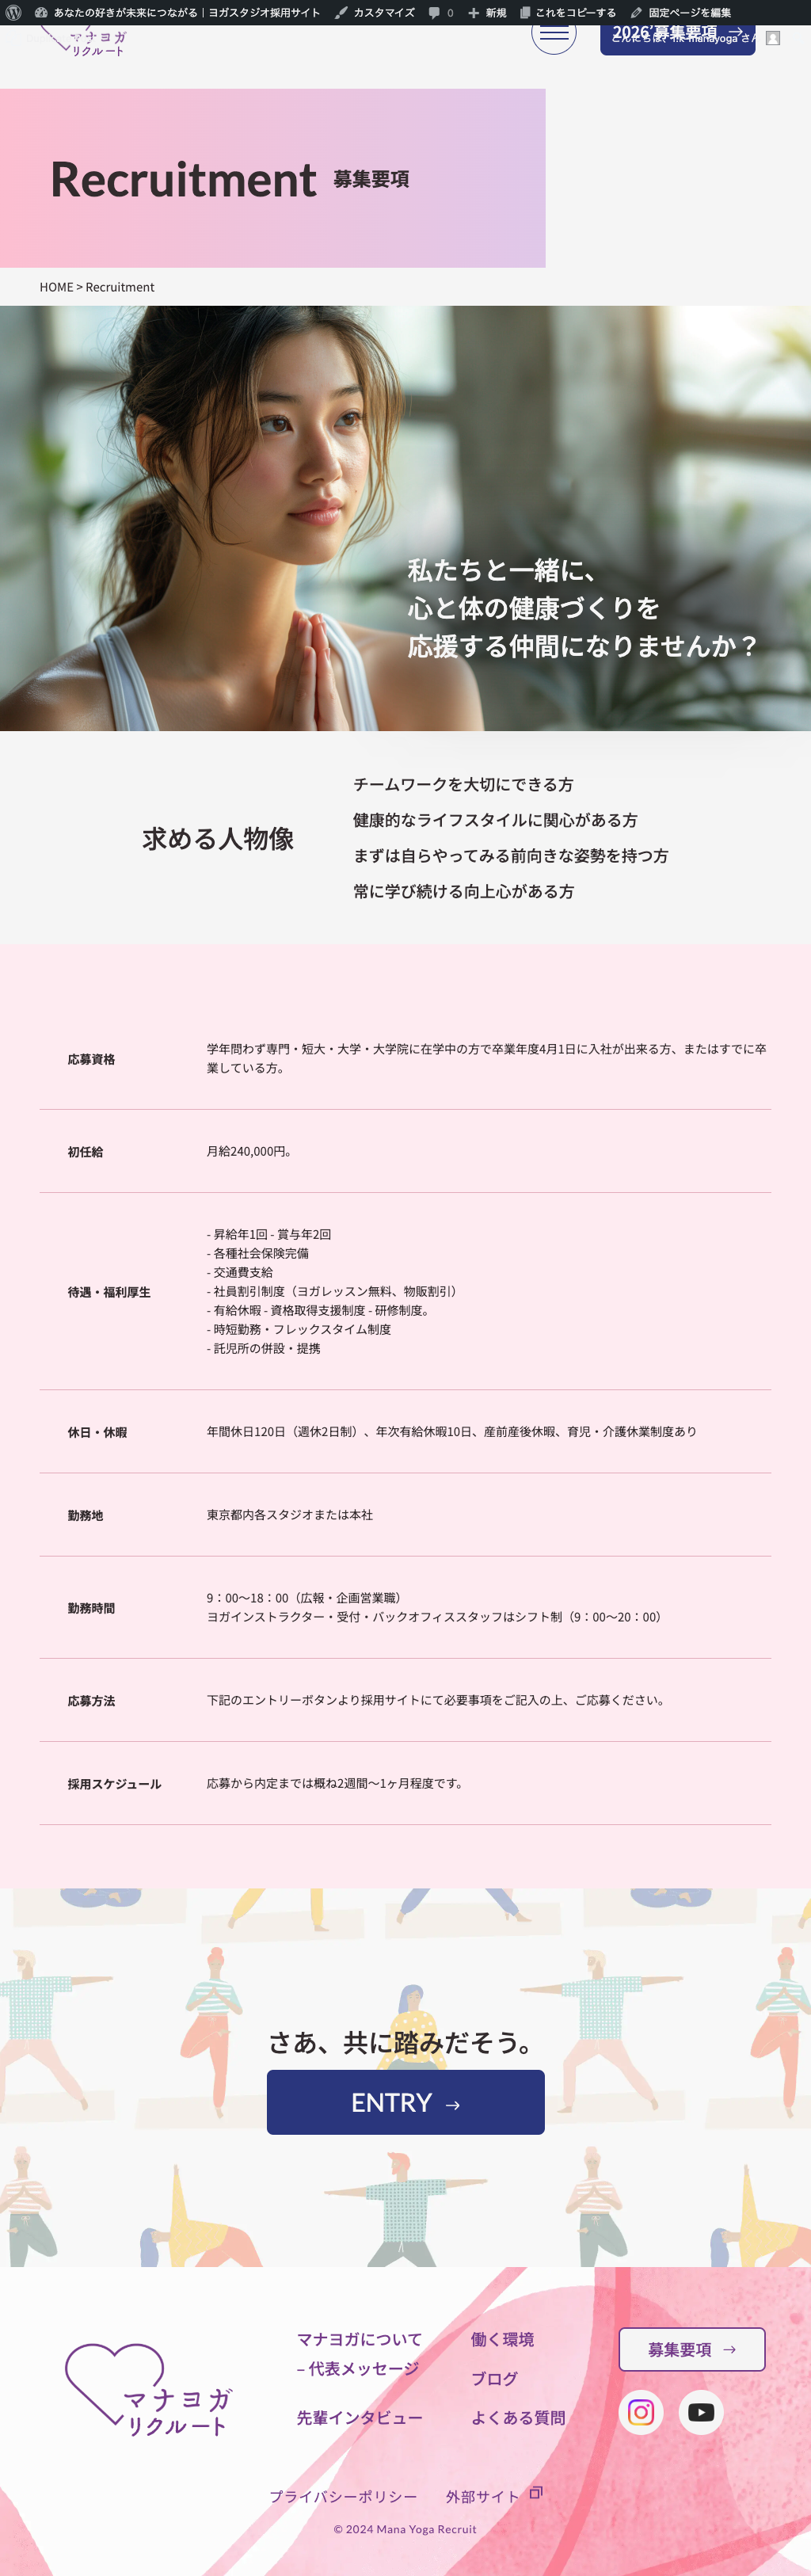 あなたの好きが未来につながる｜ヨガスタジオ採用サイト カスタマイズ 0 新規 これをコピーする 固定ページを編集
マナヨガ
リクルート
2026'募集要項 →
こんにちは、 manayoga さん
Recruitment 募集要項
HOME > Recruitment
私たちと一緒に、
心と体の健康づくりを
応援する仲間になりませんか？
求める人物像
チームワークを大切にできる方
健康的なライフスタイルに関心がある方
まずは自らやってみる前向きな姿勢を持つ方
常に学び続ける向上心がある方
応募資格
学年問わず専門・短大・大学・大学院に在学中の方で卒業年度4月1日に入社が出来る方、またはすでに卒
業している方。
初任給
月給240,000円。
待遇・福利厚生
- 昇給年1回 - 賞与年2回
- 各種社会保険完備
- 交通費支給
- 社員割引制度（ヨガレッスン無料、物販割引）
- 有給休暇 - 資格取得支援制度 - 研修制度。
- 時短勤務・フレックスタイム制度
- 託児所の併設・提携
休日・休暇
年間休日120日（週休2日制）、年次有給休暇10日、産前産後休暇、育児・介護休業制度あり
勤務地
東京都内各スタジオまたは本社
勤務時間
9：00〜18：00（広報・企画営業職）
ヨガインストラクター・受付・バックオフィススタッフはシフト制（9：00〜20：00）
応募方法
下記のエントリーボタンより採用サイトにて必要事項をご記入の上、ご応募ください。
採用スケジュール
応募から内定までは概ね2週間〜1ヶ月程度です。
さあ、共に踏みだそう。
ENTRY →
マナヨガ
リクルート
マナヨガについて
– 代表メッセージ
先輩インタビュー
働く環境
ブログ
よくある質問
募集要項 →
プライバシーポリシー 外部サイト
© 2024 Mana Yoga Recruit